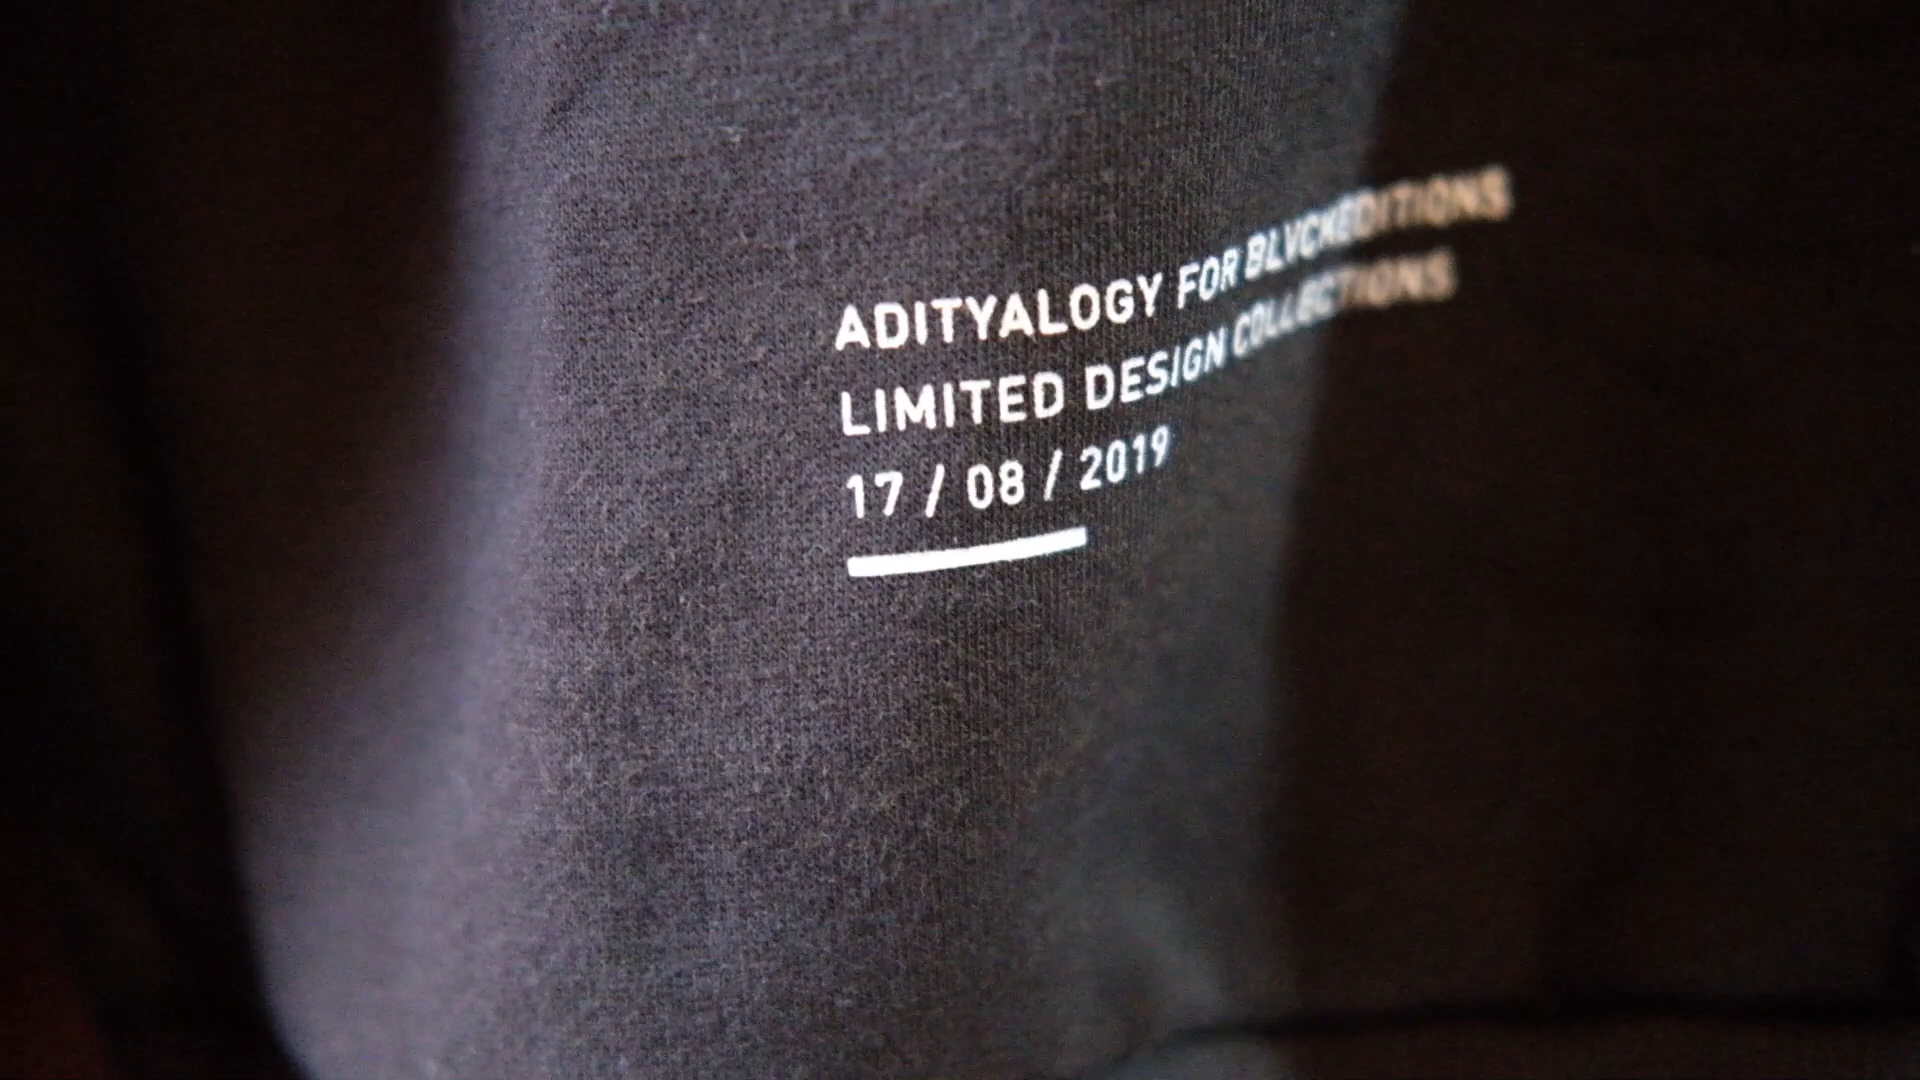 ADITYALOGY FOR BLVCKEDITIONS
LIMITED DESIGN COLLECTIONS
17 / 08 / 2019